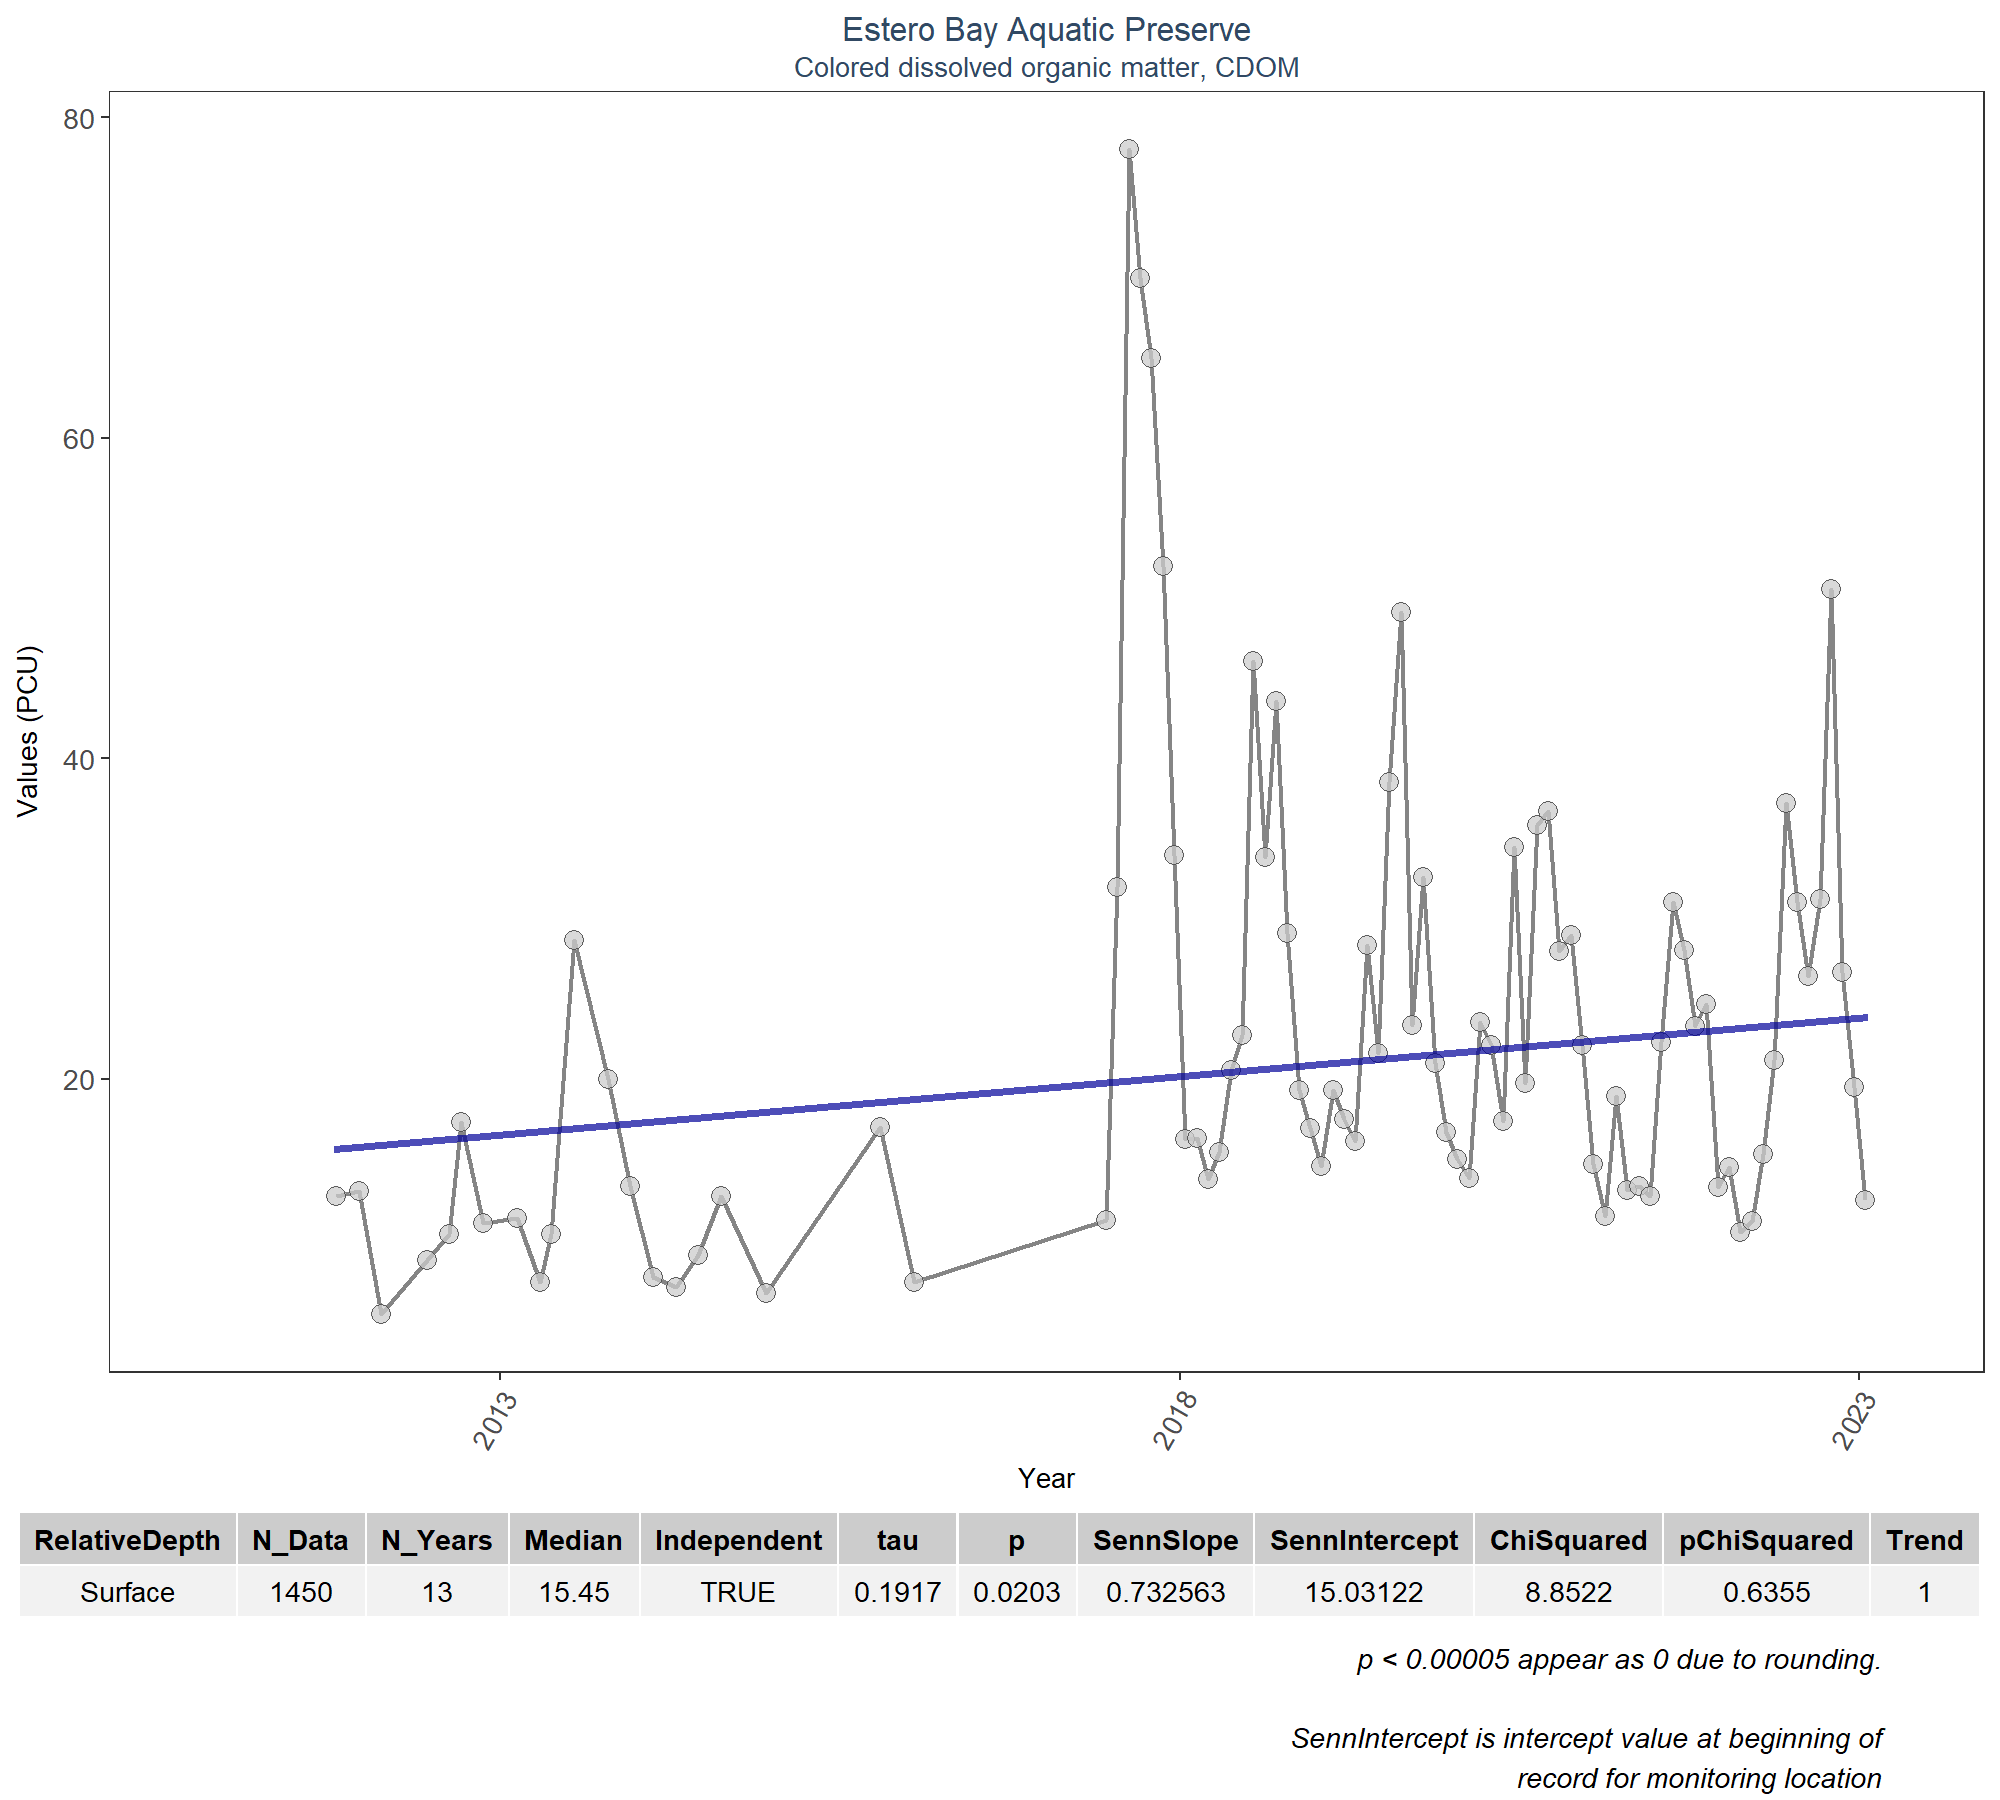 Estero Bay Aquatic Preserve
Colored dissolved organic matter, CDOM
80
60
40
20
Values (PCU)
2013
2018
2023
Year
RelativeDepth N_Data N_Years Median Independent tau p SennSlope SennIntercept ChiSquared pChiSquared Trend
Surface 1450 13 15.45 TRUE 0.1917 0.0203 0.732563 15.03122 8.8522 0.6355 1
p < 0.00005 appear as 0 due to rounding.
SennIntercept is intercept value at beginning of
record for monitoring location